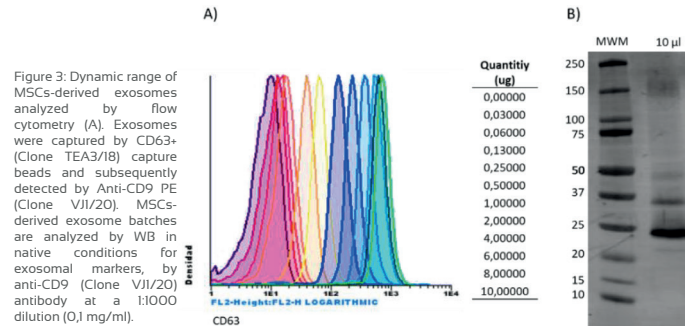 A)
B)
Figure 3: Dynamic range of
MSCs-derived exosomes
analyzed by flow
cytometry (A). Exosomes
were captured by CD63+
(Clone TEA3/18) capture
beads and subsequently
detected by Anti-CD9 PE
(Clone VJ1/20). MSCs-
derived exosome batches
are analyzed by WB in
native conditions for
exosomal markers, by
anti-CD9 (Clone VJ1/20)
antibody at a 1:1000
dilution (0,1 mg/ml).
Densidad
1 1E1 1E2 1E3 1E4
FL2-Height:FL2-H LOGARITHMIC
CD63
Quantitiy
(ug)
0,00000
0,03000
0,06000
0,13000
0,25000
0,50000
1,00000
2,00000
4,00000
6,00000
8,00000
10,00000
MWM 10 µl
250
150
100
75
50
37
25
20
15
10